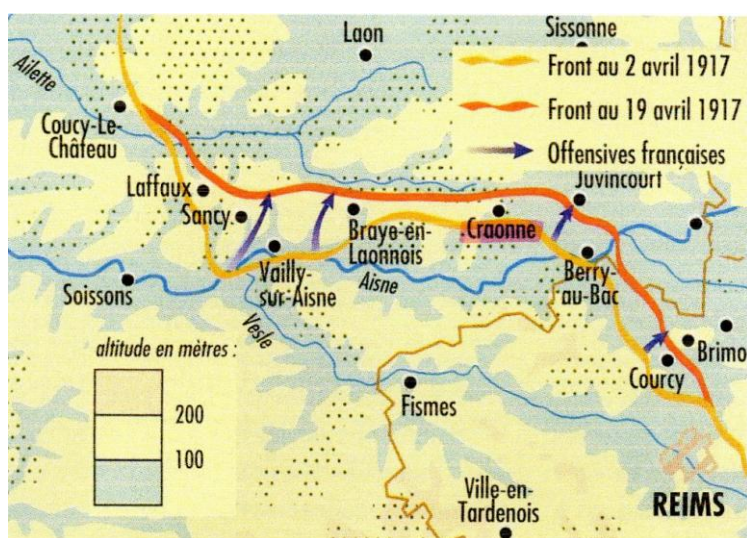 Laon
Sissonne
Ailette
Front au 2 avril 1917
Front au 19 avril 1917
Offensives françaises
Coucy-Le-
Château
Juvincourt
Laffaux
Sancy
Braye-en-
Laonnois
Craonne
Soissons
Vailly-
sur-Aisne
Aisne
Berry-
au-Bac
Vesle
altitude en mètres :
200
100
Brimo
Courcy
Fismes
Ville-en-
Tardenois
REIMS